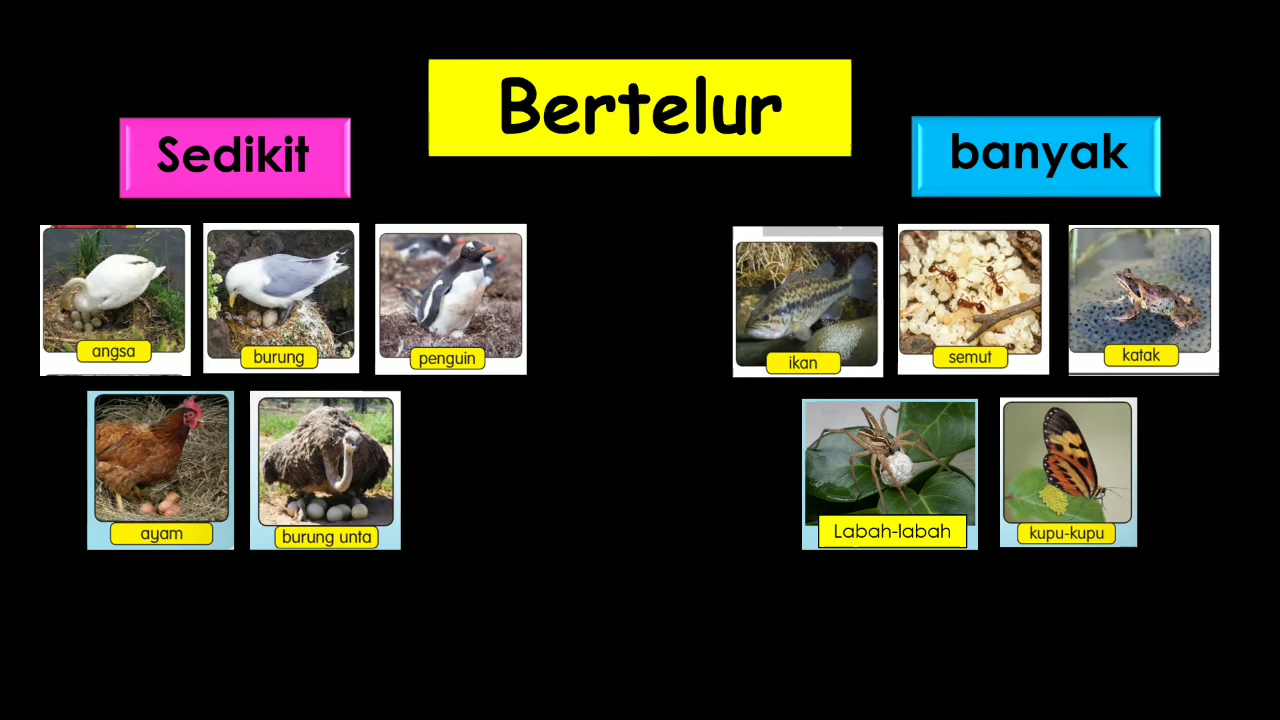 Bertelur
Sedikit
banyak
angsa
burung
penguin
ikan
semut
katak
ayam
burung unta
Labah-labah
kupu-kupu